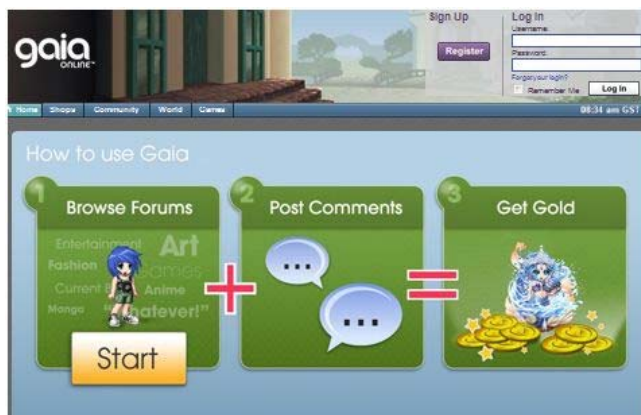 gaia
ONLINE™
Sign Up
Register
Log In
Username:
Password:
Forgot your login?
Remember Me
Log In
Home Shops Community World Games
08:34 am GST
How to use Gaia
1
Browse Forums
Entertainment Art
Fashion Games
Current Anime
Manga "Whatever!"
Start
+
2
Post Comments
...
...
=
3
Get Gold